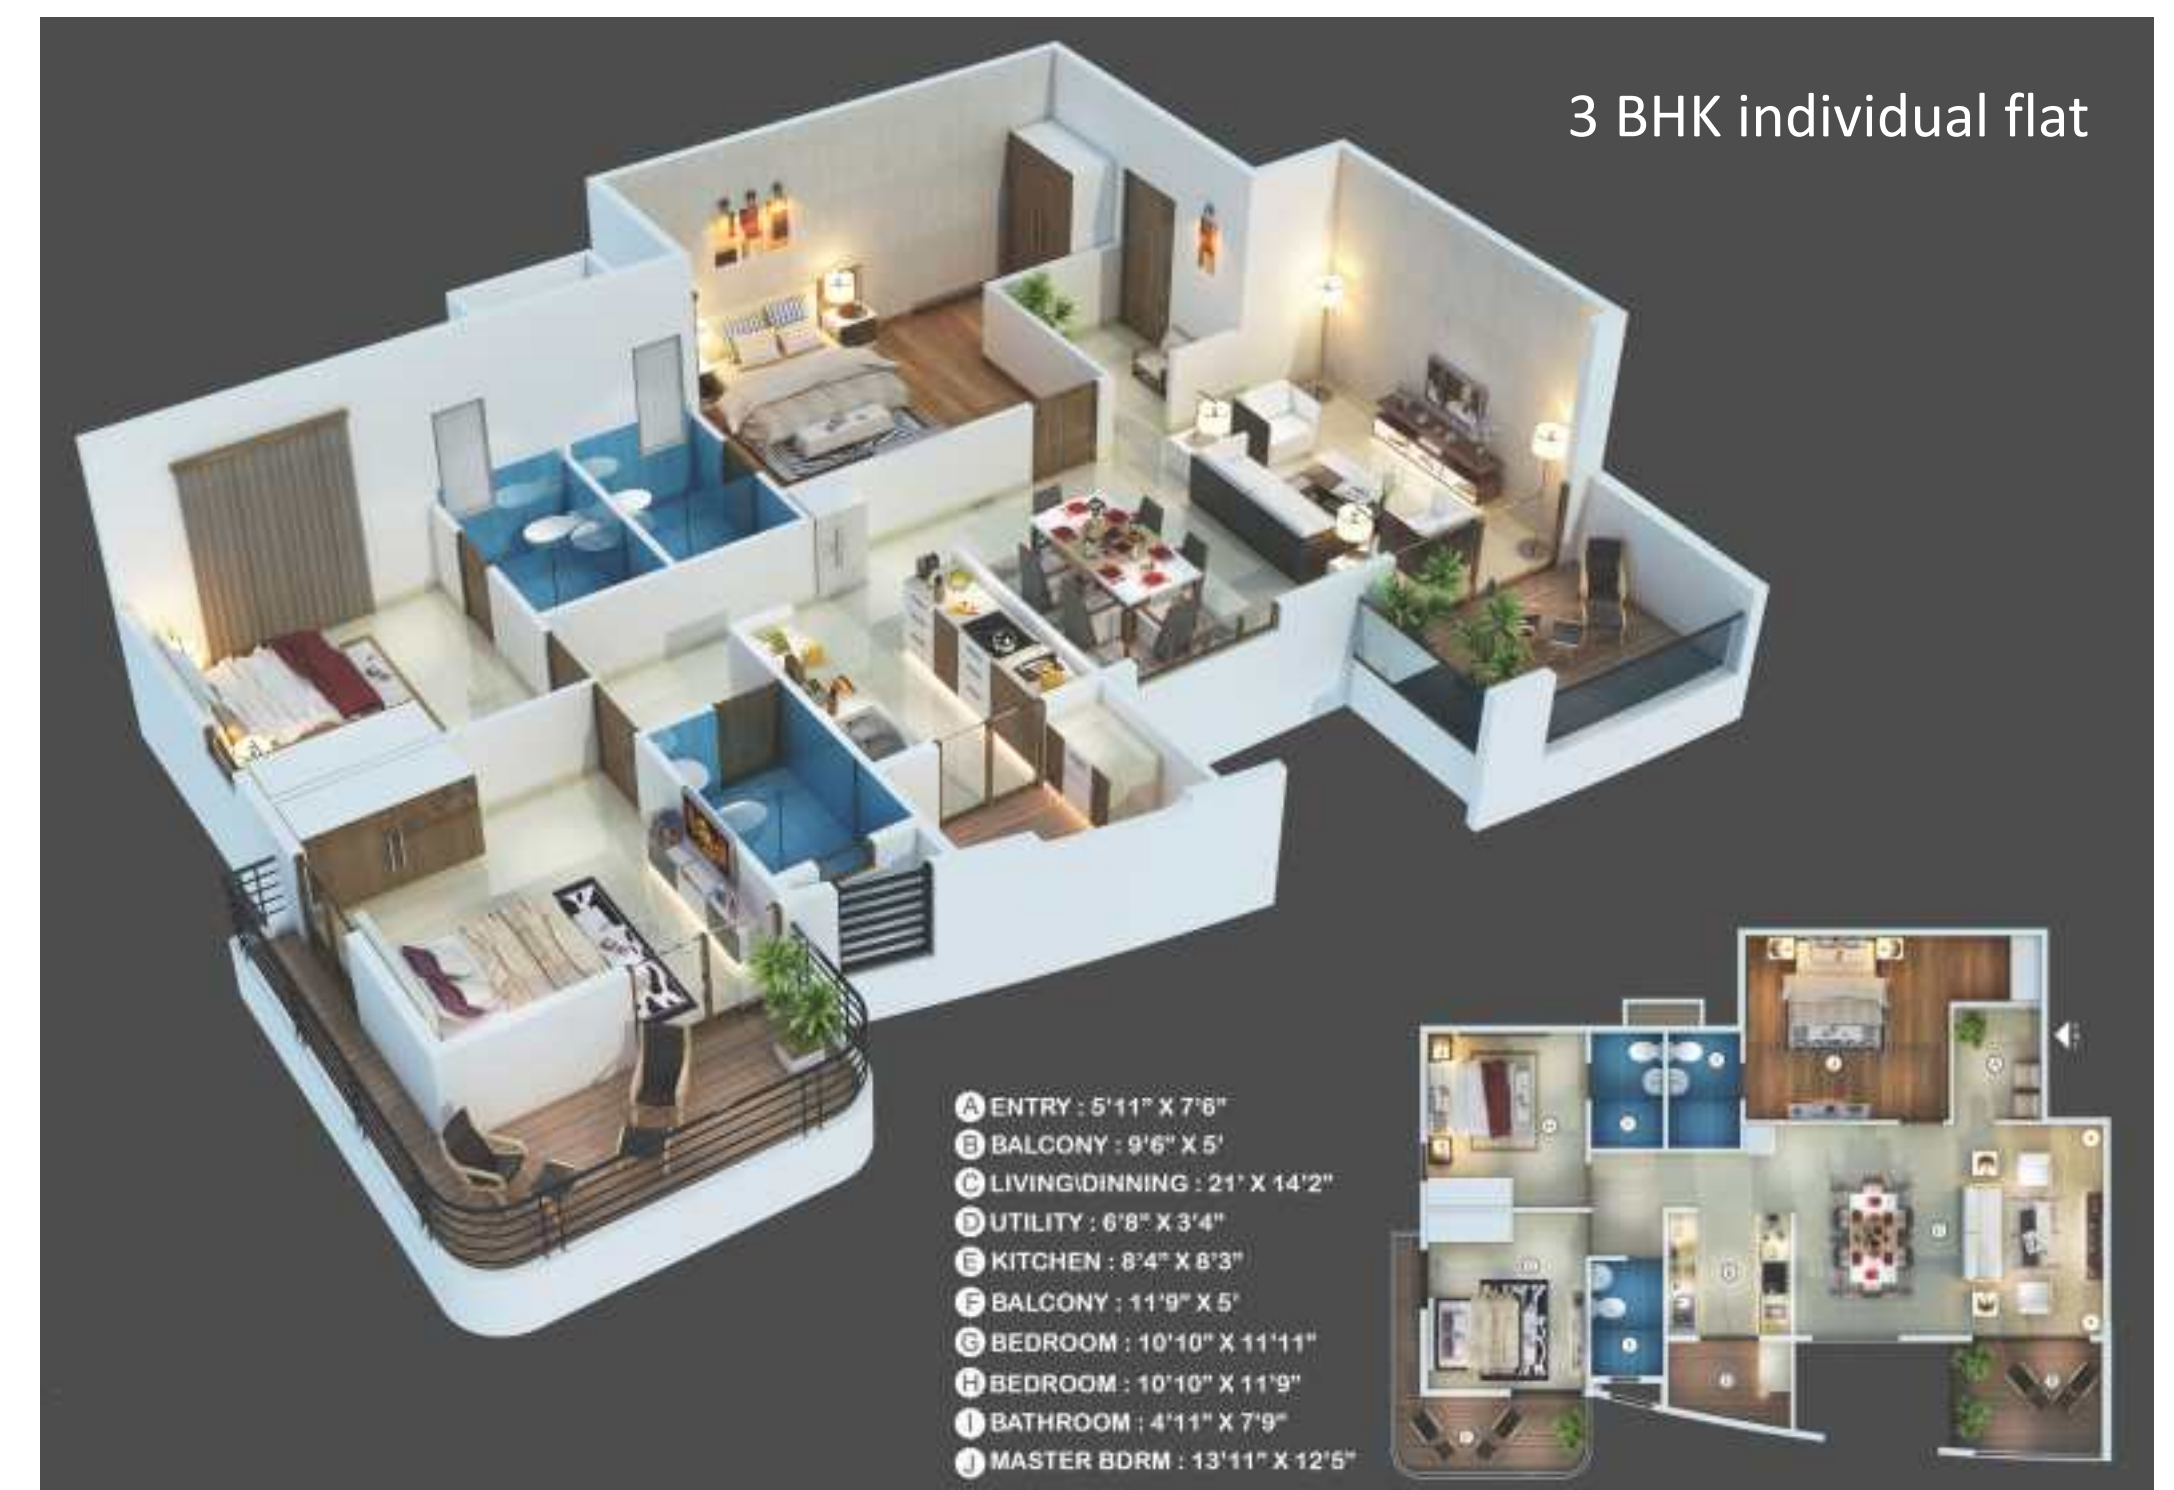 3 BHK individual flat
A ENTRY : 5'11" X 7'6"
B BALCONY : 9'6" X 5'
C LIVING\DINNING : 21' X 14'2"
D UTILITY : 6'8" X 3'4"
E KITCHEN : 8'4" X 8'3"
F BALCONY : 11'9" X 5'
G BEDROOM : 10'10" X 11'11"
H BEDROOM : 10'10" X 11'9"
I BATHROOM : 4'11" X 7'9"
J MASTER BDRM : 13'11" X 12'5"